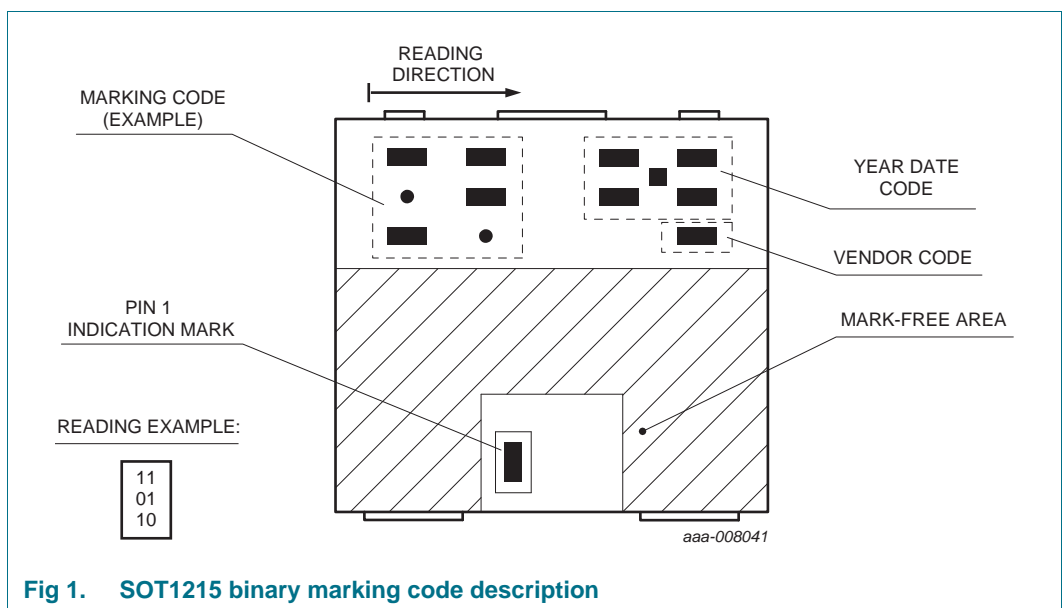 READING
DIRECTION
MARKING CODE
(EXAMPLE)
YEAR DATE
CODE
VENDOR CODE
PIN 1
INDICATION MARK
MARK-FREE AREA
READING EXAMPLE:
11
01
10
aaa-008041
Fig 1. SOT1215 binary marking code description